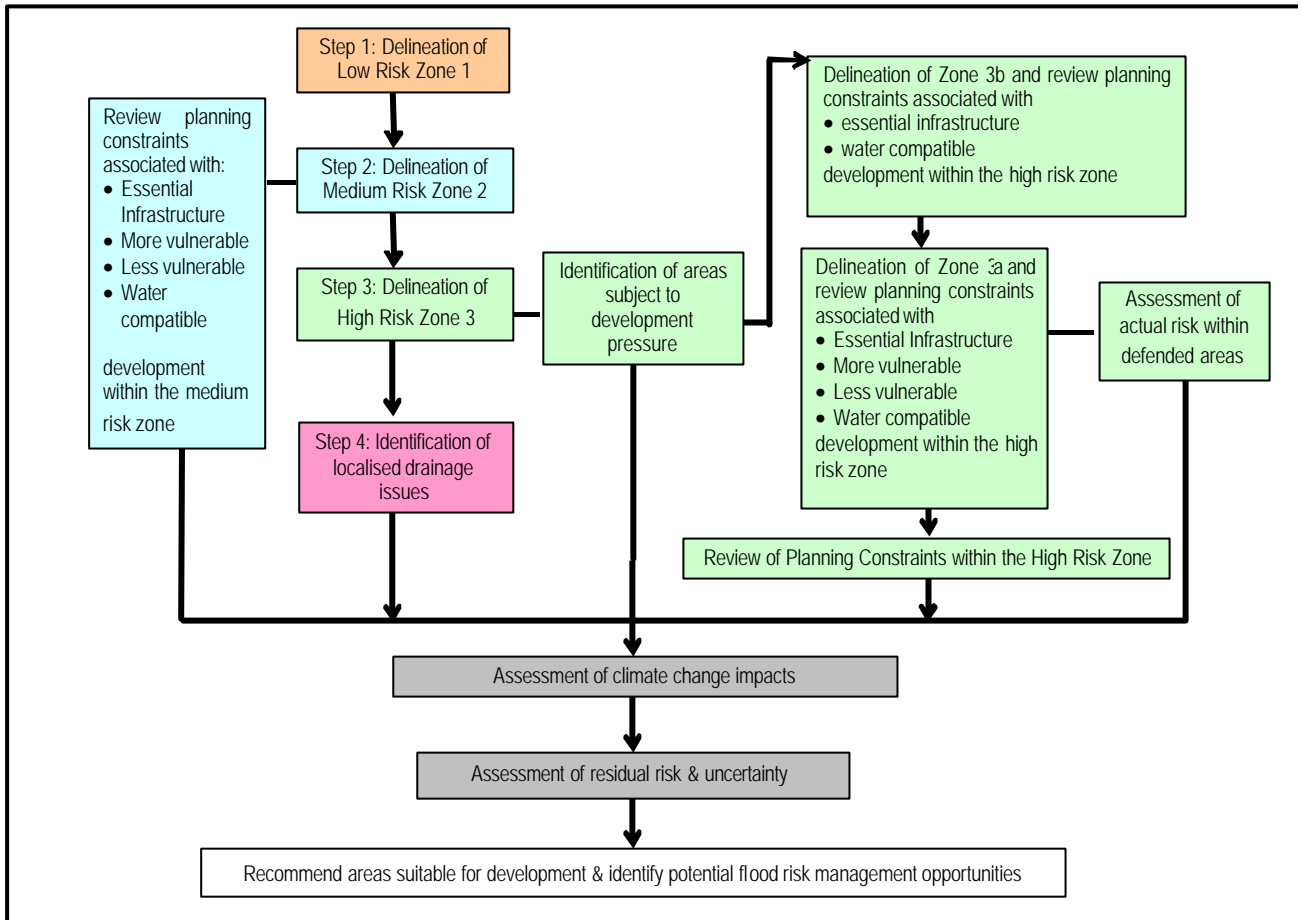 Step 1: Delineation of
Low Risk Zone 1
Review planning
constraints
associated with:
• Essential
Infrastructure
• More vulnerable
• Less vulnerable
• Water
compatible
development
within the medium
risk zone
Step 2: Delineation of
Medium Risk Zone 2
Step 3: Delineation of
High Risk Zone 3
Step 4: Identification of
localised drainage
issues
Identification of areas
subject to
development
pressure
Delineation of Zone 3b and review planning
constraints associated with
• essential infrastructure
• water compatible
development within the high risk zone
Delineation of Zone 3a and
review planning constraints
associated with
• Essential Infrastructure
• More vulnerable
• Less vulnerable
• Water compatible
development within the high
risk zone
Assessment of
actual risk within
defended areas
Review of Planning Constraints within the High Risk Zone
Assessment of climate change impacts
Assessment of residual risk & uncertainty
Recommend areas suitable for development & identify potential flood risk management opportunities